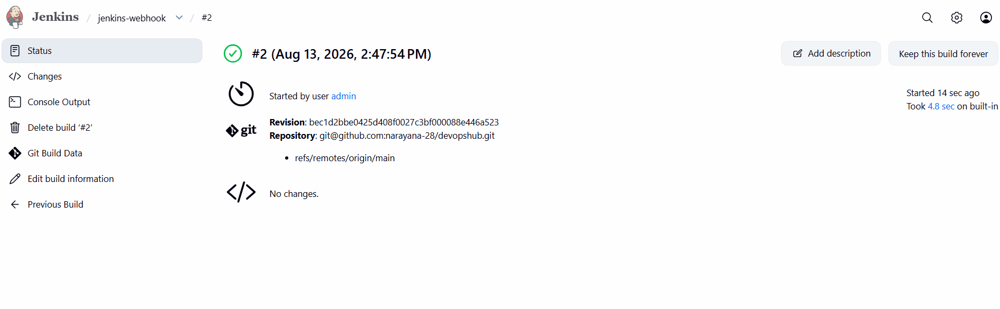 Jenkins / jenkins-webhook / #2
Status
Changes
Console Output
Delete build ‘#2’
Git Build Data
Edit build information
Previous Build
#2 (Aug 13, 2026, 2:47:54 PM)
Add description
Keep this build forever
Started by user admin
Started 14 sec ago
Took 4.8 sec on built-in
git
Revision: bec1d2bbe0425d408f0027c3bf000088e446a523
Repository: git@github.com:narayana-28/devopshub.git
• refs/remotes/origin/main
No changes.